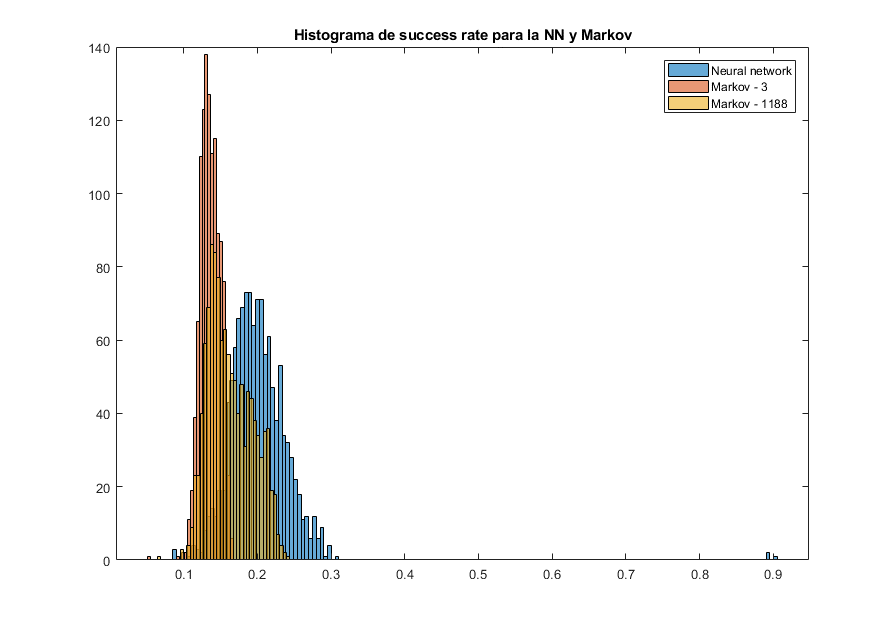 Histograma de success rate para la NN y Markov
140
120
100
80
60
40
20
0
Neural network
Markov - 3
Markov - 1188
0.1 0.2 0.3 0.4 0.5 0.6 0.7 0.8 0.9